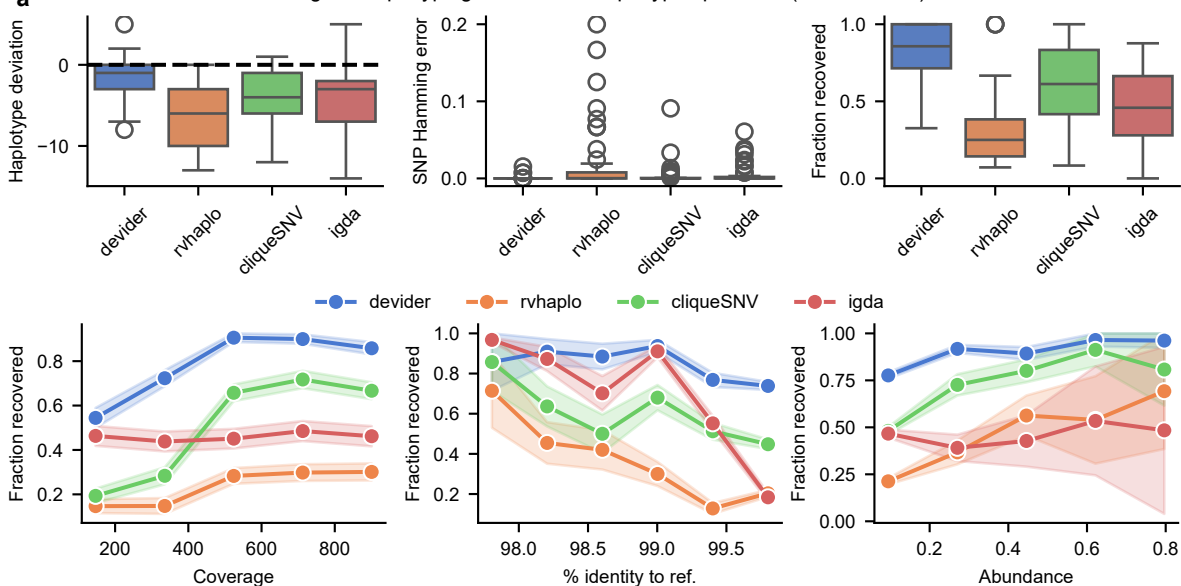 a
Haplotype deviation
0
−10
devider
rvhaplo
cliqueSNV
igda
SNP Hamming error
0.2
0.1
0.0
devider
rvhaplo
cliqueSNV
igda
Fraction recovered
1.0
0.5
0.0
devider
rvhaplo
cliqueSNV
igda
devider rvhaplo cliqueSNV igda
Fraction recovered
0.8
0.6
0.4
0.2
200 400 600 800
Coverage
Fraction recovered
1.0
0.8
0.6
0.4
0.2
98.0 98.5 99.0 99.5
% identity to ref.
Fraction recovered
1.00
0.75
0.50
0.25
0.00
0.2 0.4 0.6 0.8
Abundance